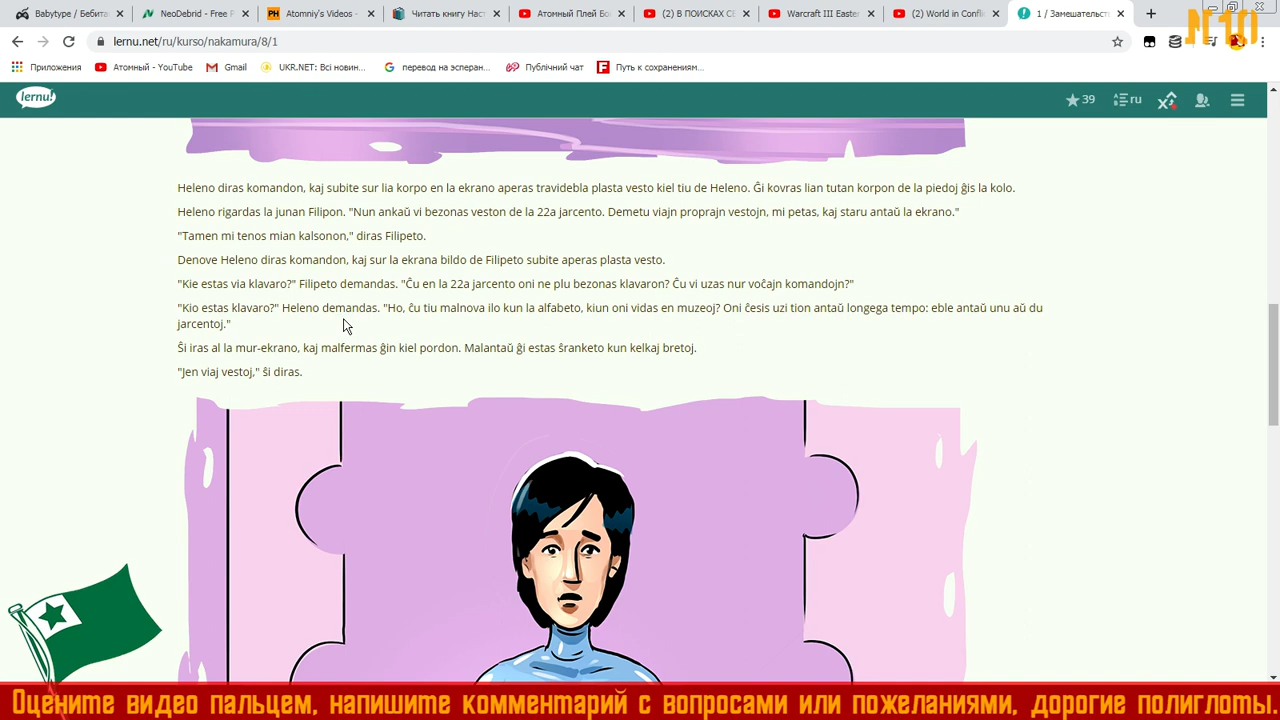 Babytype / Бебита
NeoDebrid - Free P
Atomniy's Videos -
Читать книгу Наст
Атомный Плей Бо
(2) В ПОИСКАХ СЕ
Warcraft III Easter
(2) World in Confli
1 / Замешательст
N10
lernu.net/ru/kurso/nakamura/8/1
Приложения
Атомный - YouTube
Gmail
UKR.NET: Всі новин...
перевод на эсперан...
Публічний чат
Путь к сохранениям...
lernu!
39
ru
Heleno diras komandon, kaj subite sur lia korpo en la ekrano aperas travidebla plasta vesto kiel tiu de Heleno. Ĝi kovras lian tutan korpon de la piedoj ĝis la kolo.
Heleno rigardas la junan Filipon. "Nun ankaŭ vi bezonas veston de la 22a jarcento. Demetu viajn proprajn vestojn, mi petas, kaj staru antaŭ la ekrano."
"Tamen mi tenos mian kalsonon," diras Filipeto.
Denove Heleno diras komandon, kaj sur la ekrana bildo de Filipeto subite aperas plasta vesto.
"Kie estas via klavaro?" Filipeto demandas. "Ĉu en la 22a jarcento oni ne plu bezonas klavaron? Ĉu vi uzas nur voĉajn komandojn?"
"Kio estas klavaro?" Heleno demandas. "Ho, ĉu tiu malnova ilo kun la alfabeto, kiun oni vidas en muzeoj? Oni ĉesis uzi tion antaŭ longega tempo: eble antaŭ unu aŭ du
jarcentoj."
Ŝi iras al la mur-ekrano, kaj malfermas ĝin kiel pordon. Malantaŭ ĝi estas ŝranketo kun kelkaj bretoj.
"Jen viaj vestoj," ŝi diras.
Оцените видео пальцем, напишите комментарий с вопросами или пожеланиями, дорогие полиглоты.